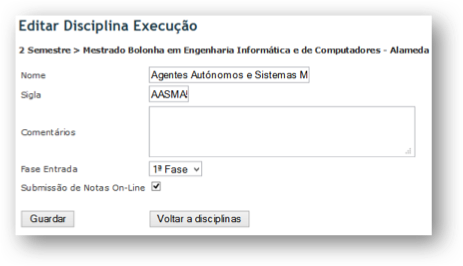 Editar Disciplina Execução
2 Semestre > Mestrado Bolonha em Engenharia Informática e de Computadores - Alameda
Nome Agentes Autónomos e Sistemas M
Sigla AASMA
Comentários
Fase Entrada 1ª Fase
Submissão de Notas On-Line
Guardar Voltar a disciplinas